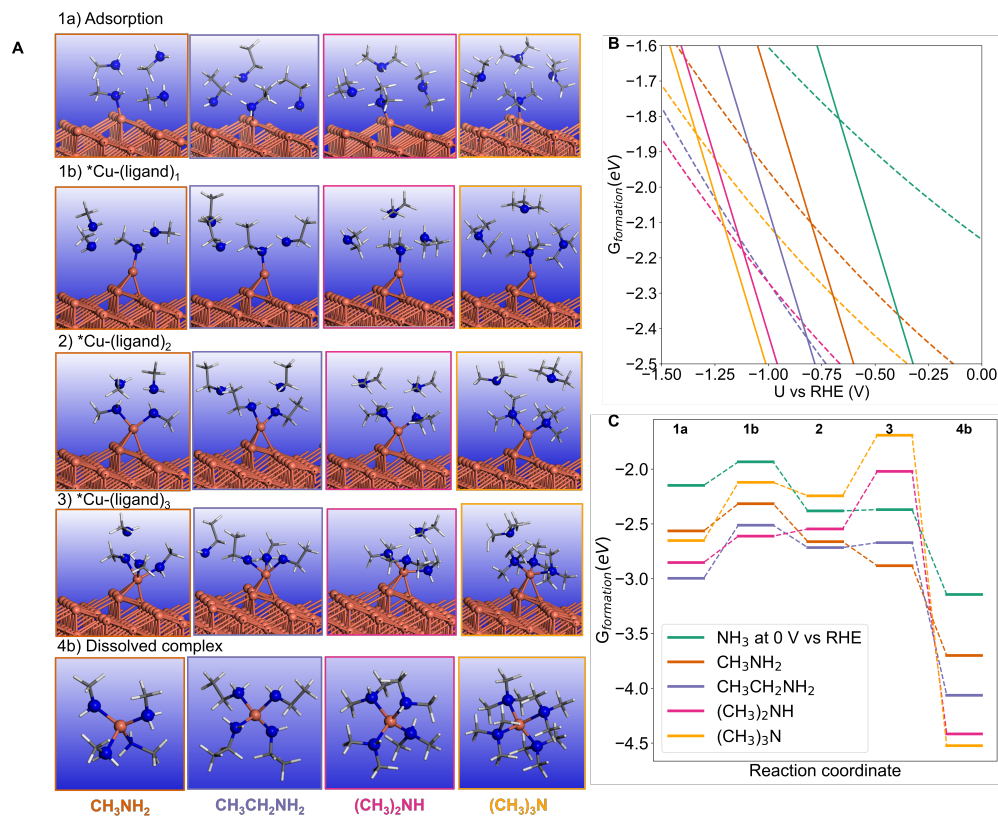 1a) Adsorption
A
1b) *Cu-(ligand)₁
2) *Cu-(ligand)₂
3) *Cu-(ligand)₃
4b) Dissolved complex
CH₃NH₂
CH₃CH₂NH₂
(CH₃)₂NH
(CH₃)₃N
B
−1.6
−1.7
−1.8
−1.9
−2.0
−2.1
−2.2
−2.3
−2.4
−2.5
G_formation(eV)
−1.50
−1.25
−1.00
−0.75
−0.50
−0.25
0.00
U vs RHE (V)
C
1a
1b
2
3
4b
−2.0
−2.5
−3.0
−3.5
−4.0
−4.5
G_formation(eV)
NH₃ at 0 V vs RHE
CH₃NH₂
CH₃CH₂NH₂
(CH₃)₂NH
(CH₃)₃N
Reaction coordinate